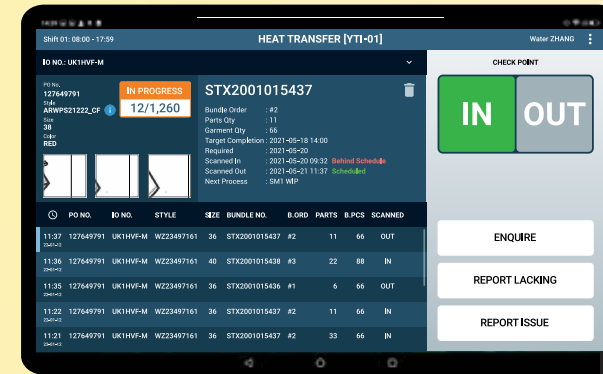 14:39
Shift 01: 08:00 - 17:59
HEAT TRANSFER [YTI-01]
Water ZHANG
IO NO.: UK1HVF-M
PO No.
127649791
Style
ARWPS21222_CF
Size
38
Color
RED
IN PROGRESS
12/1,260
STX2001015437
Bundle Order : #2
Parts Qty : 11
Garment Qty : 66
Target Completion : 2021-05-18 14:00
Required : 2021-05-20
Scanned In : 2021-05-20 09:32 Behind Schedule
Scanned Out : 2021-05-21 11:37 Scheduled
Next Process : SM1 WIP
CHECK POINT
IN OUT
PO NO. IO NO. STYLE SIZE BUNDLE NO. B.ORD PARTS B.PCS SCANNED
11:37 127649791 UK1HVF-M WZ23497161 36 STX2001015437 #2 11 66 OUT
11:36 127649791 UK1HVF-M WZ23497161 40 STX2001015438 #3 22 88 IN
11:35 127649791 UK1HVF-M WZ23497161 36 STX2001015436 #1 6 66 OUT
11:22 127649791 UK1HVF-M WZ23497161 36 STX2001015437 #2 11 66 IN
11:21 127649791 UK1HVF-M WZ23497161 36 STX2001015437 #2 33 66 IN
ENQUIRE
REPORT LACKING
REPORT ISSUE